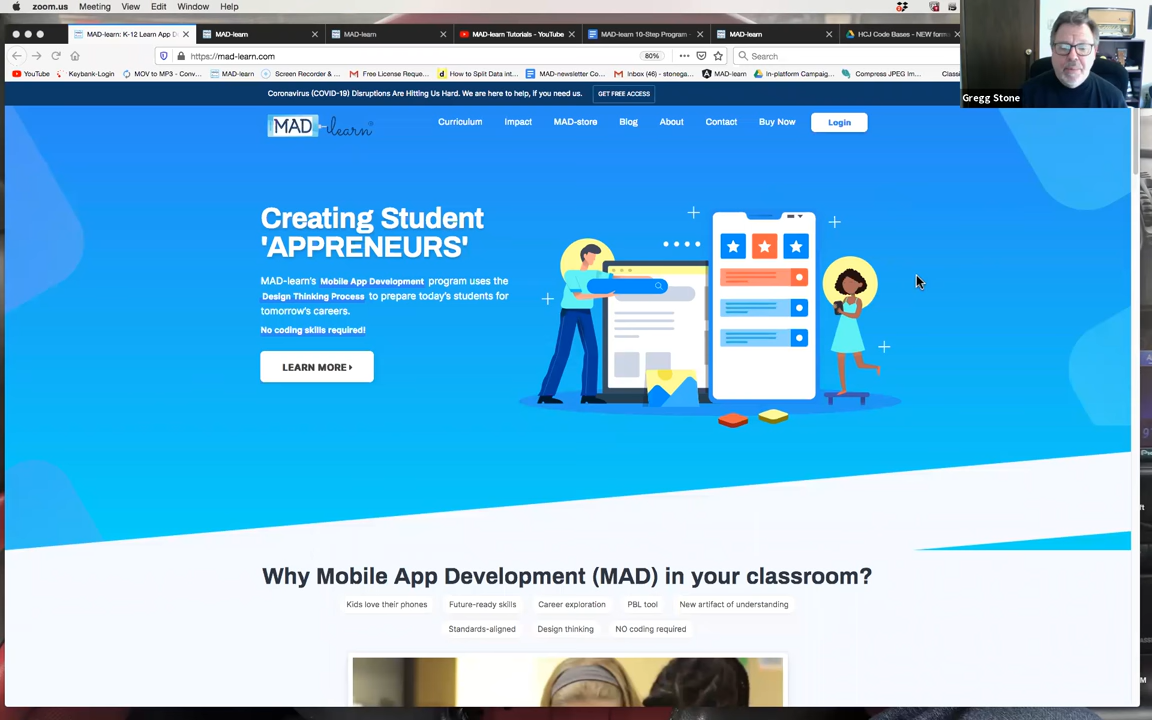 zoom.us Meeting View Edit Window Help
MAD-learn: K-12 Learn App D
MAD-learn
MAD-learn
MAD-learn Tutorials - YouTube
MAD-learn 10-Step Program -
MAD-learn
HCJ Code Bases - NEW form
https://mad-learn.com
80%
Search
YouTube
Keybank-Login
MOV to MP3 - Conv...
MAD-learn
Screen Recorder & ...
Free License Reque...
How to Split Data int...
MAD-newsletter Co...
Inbox (46) - stonega...
MAD-learn
In-platform Campaig...
Compress JPEG Im...
Classi
Gregg Stone
Coronavirus (COVID-19) Disruptions Are Hitting Us Hard. We are here to help, if you need us.
GET FREE ACCESS
MAD-learn
Curriculum Impact MAD-store Blog About Contact Buy Now Login
Creating Student
'APPRENEURS'
MAD-learn's Mobile App Development program uses the
Design Thinking Process to prepare today's students for
tomorrow's careers.
No coding skills required!
LEARN MORE
Why Mobile App Development (MAD) in your classroom?
Kids love their phones Future-ready skills Career exploration PBL tool New artifact of understanding
Standards-aligned Design thinking NO coding required